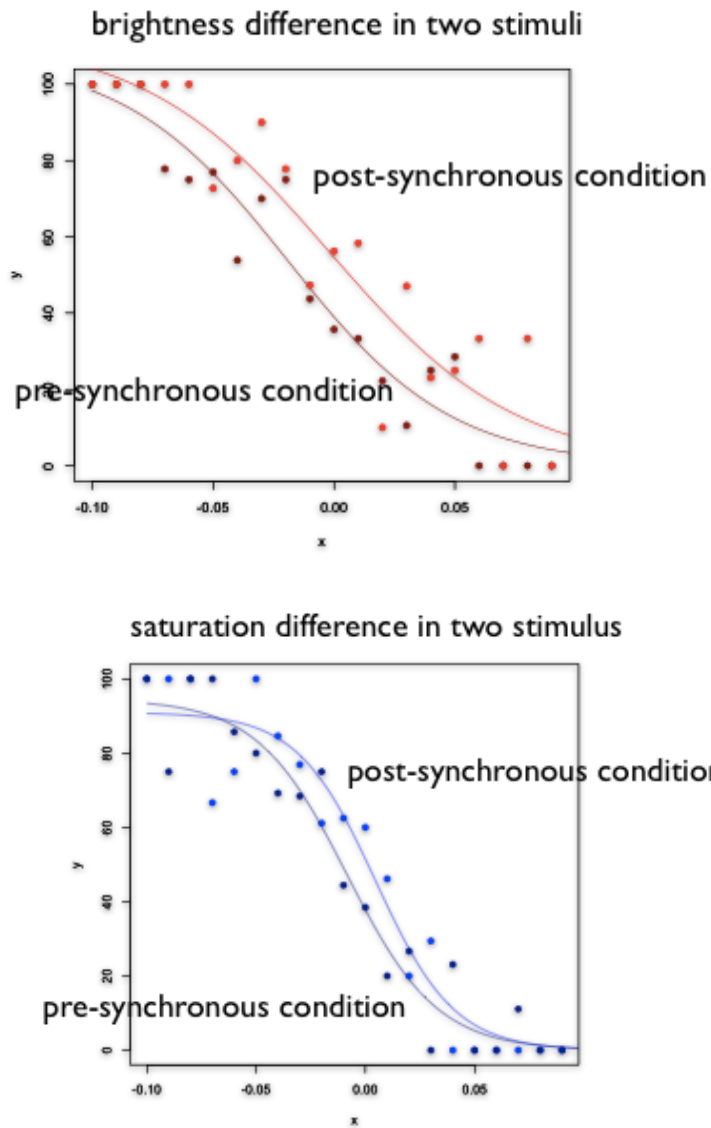 brightness difference in two stimuli
100
80
post-synchronous condition
60
y
40
pre-synchronous condition
20
0
-0.10
-0.05
0.00
0.05
x
saturation difference in two stimulus
100
80
post-synchronous condition
60
y
40
20
pre-synchronous condition
0
-0.10
-0.05
0.00
0.05
x